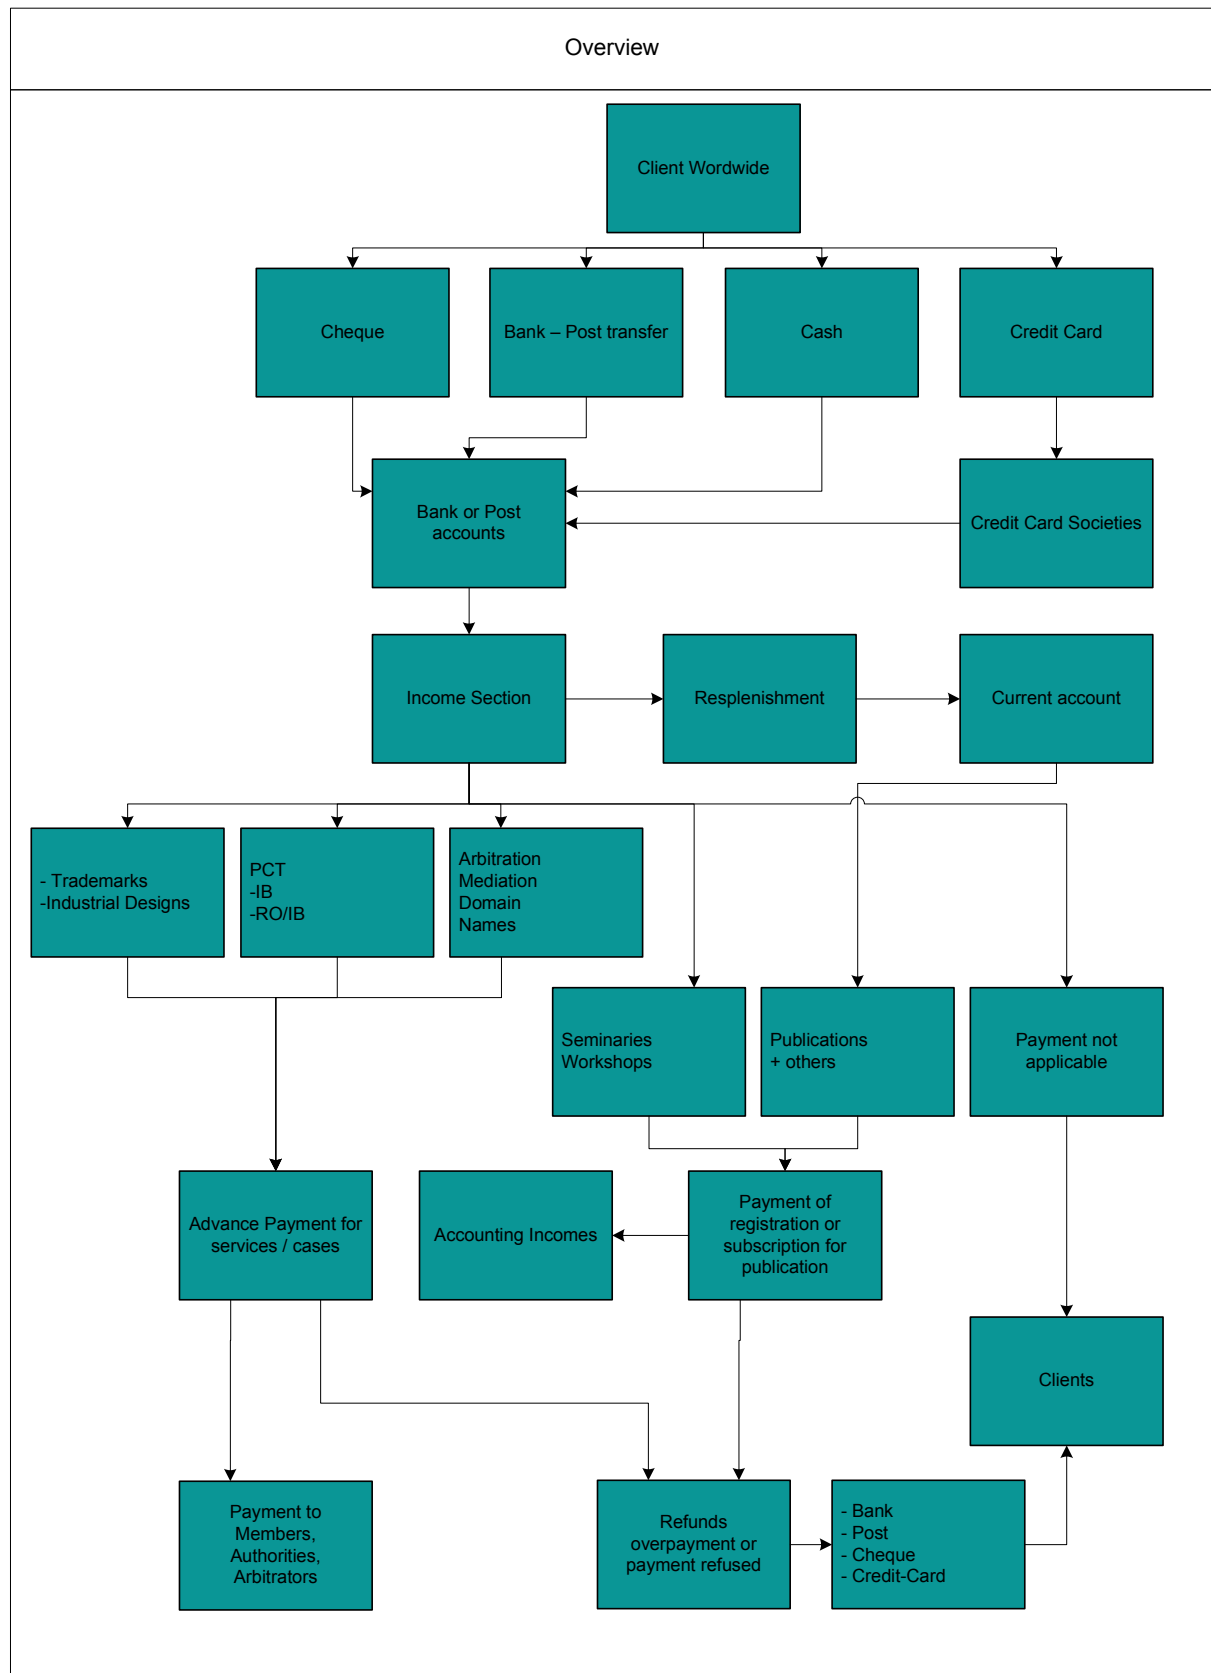 Overview
Client Wordwide
Cheque
Bank – Post transfer
Cash
Credit Card
Bank or Post
accounts
Credit Card Societies
Income Section
Resplenishment
Current account
- Trademarks
-Industrial Designs
PCT
-IB
-RO/IB
Arbitration
Mediation
Domain
Names
Seminaries
Workshops
Publications
+ others
Payment not
applicable
Advance Payment for
services / cases
Accounting Incomes
Payment of
registration or
subscription for
publication
Clients
Payment to
Members,
Authorities,
Arbitrators
Refunds
overpayment or
payment refused
- Bank
- Post
- Cheque
- Credit-Card